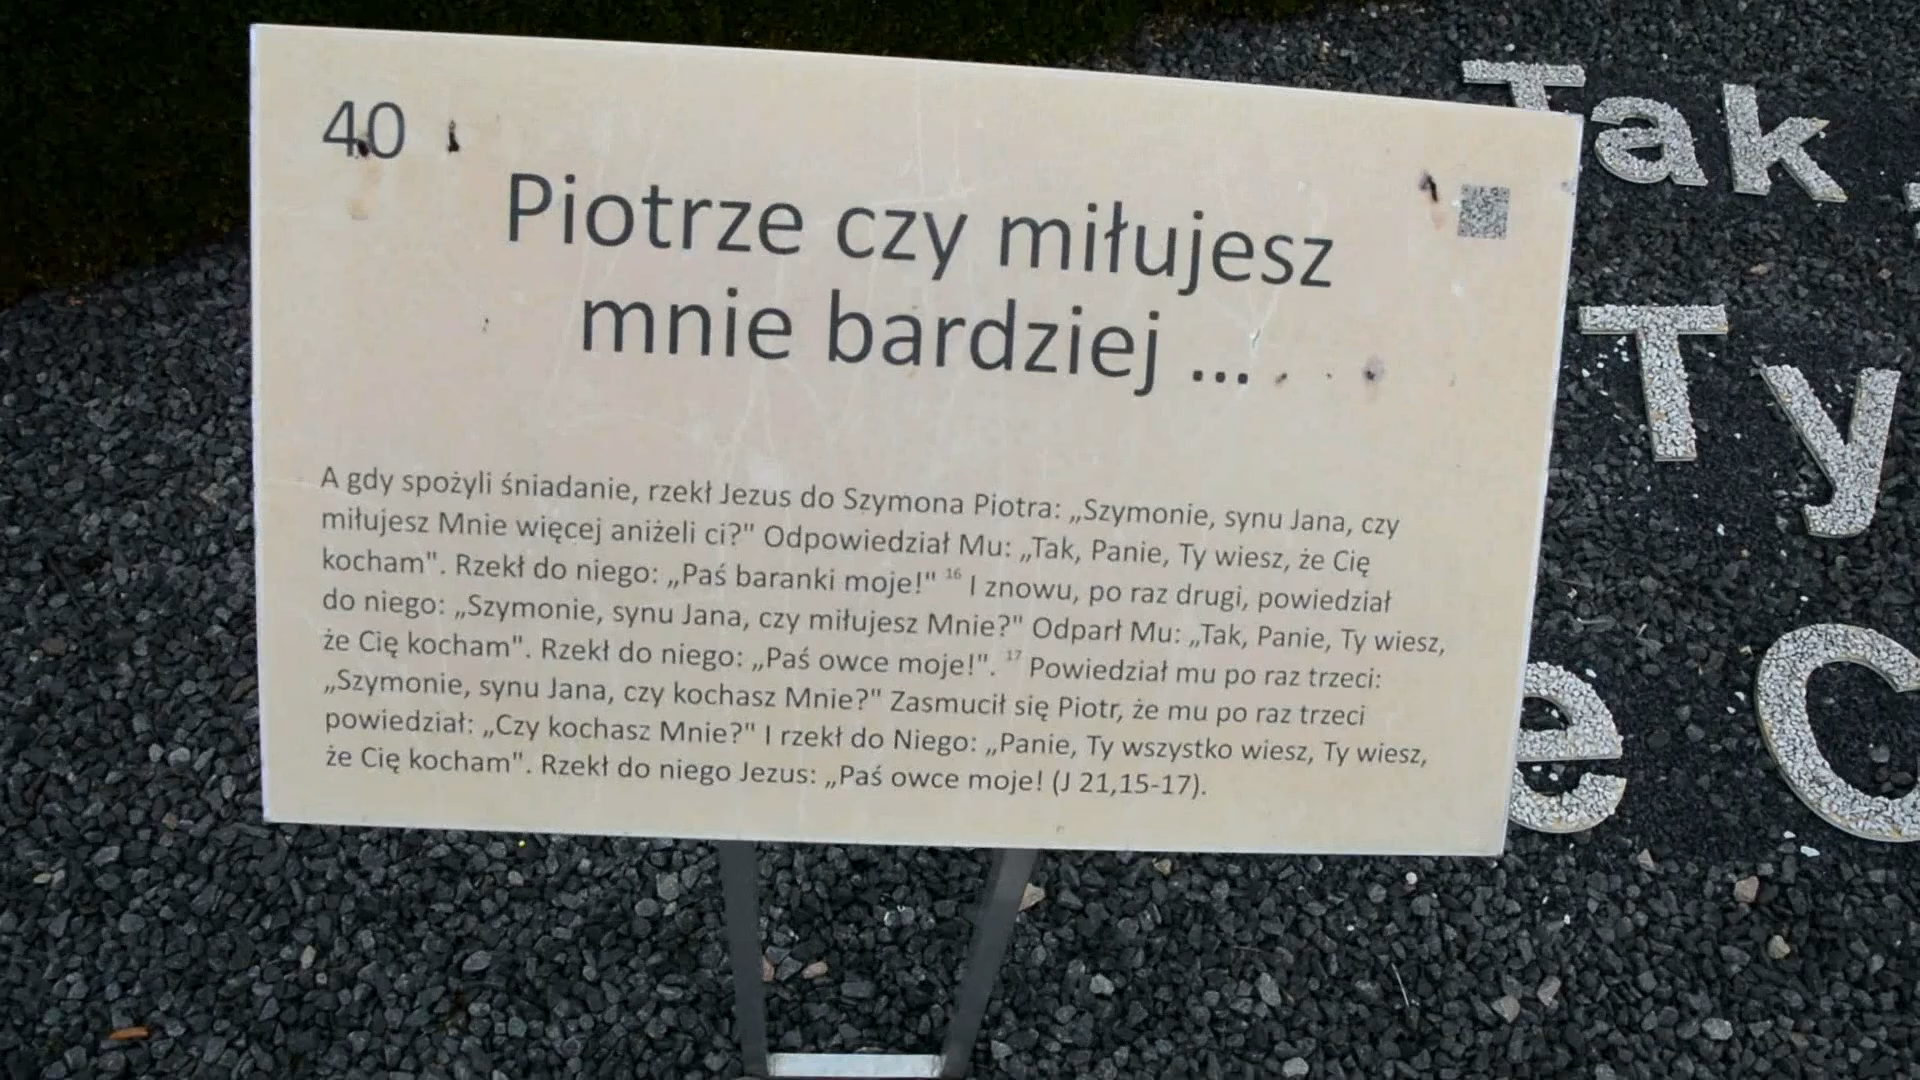 40
Piotrze czy miłujesz
mnie bardziej ...
A gdy spożyli śniadanie, rzekł Jezus do Szymona Piotra: „Szymonie, synu Jana, czy
miłujesz Mnie więcej aniżeli ci?" Odpowiedział Mu: „Tak, Panie, Ty wiesz, że Cię
kocham". Rzekł do niego: „Paś baranki moje!" 16 I znowu, po raz drugi, powiedział
do niego: „Szymonie, synu Jana, czy miłujesz Mnie?" Odparł Mu: „Tak, Panie, Ty wiesz,
że Cię kocham". Rzekł do niego: „Paś owce moje!". 17 Powiedział mu po raz trzeci:
„Szymonie, synu Jana, czy kochasz Mnie?" Zasmucił się Piotr, że mu po raz trzeci
powiedział: „Czy kochasz Mnie?" I rzekł do Niego: „Panie, Ty wszystko wiesz, Ty wiesz,
że Cię kocham". Rzekł do niego Jezus: „Paś owce moje! (J 21,15-17).
Tak,
Ty
e C